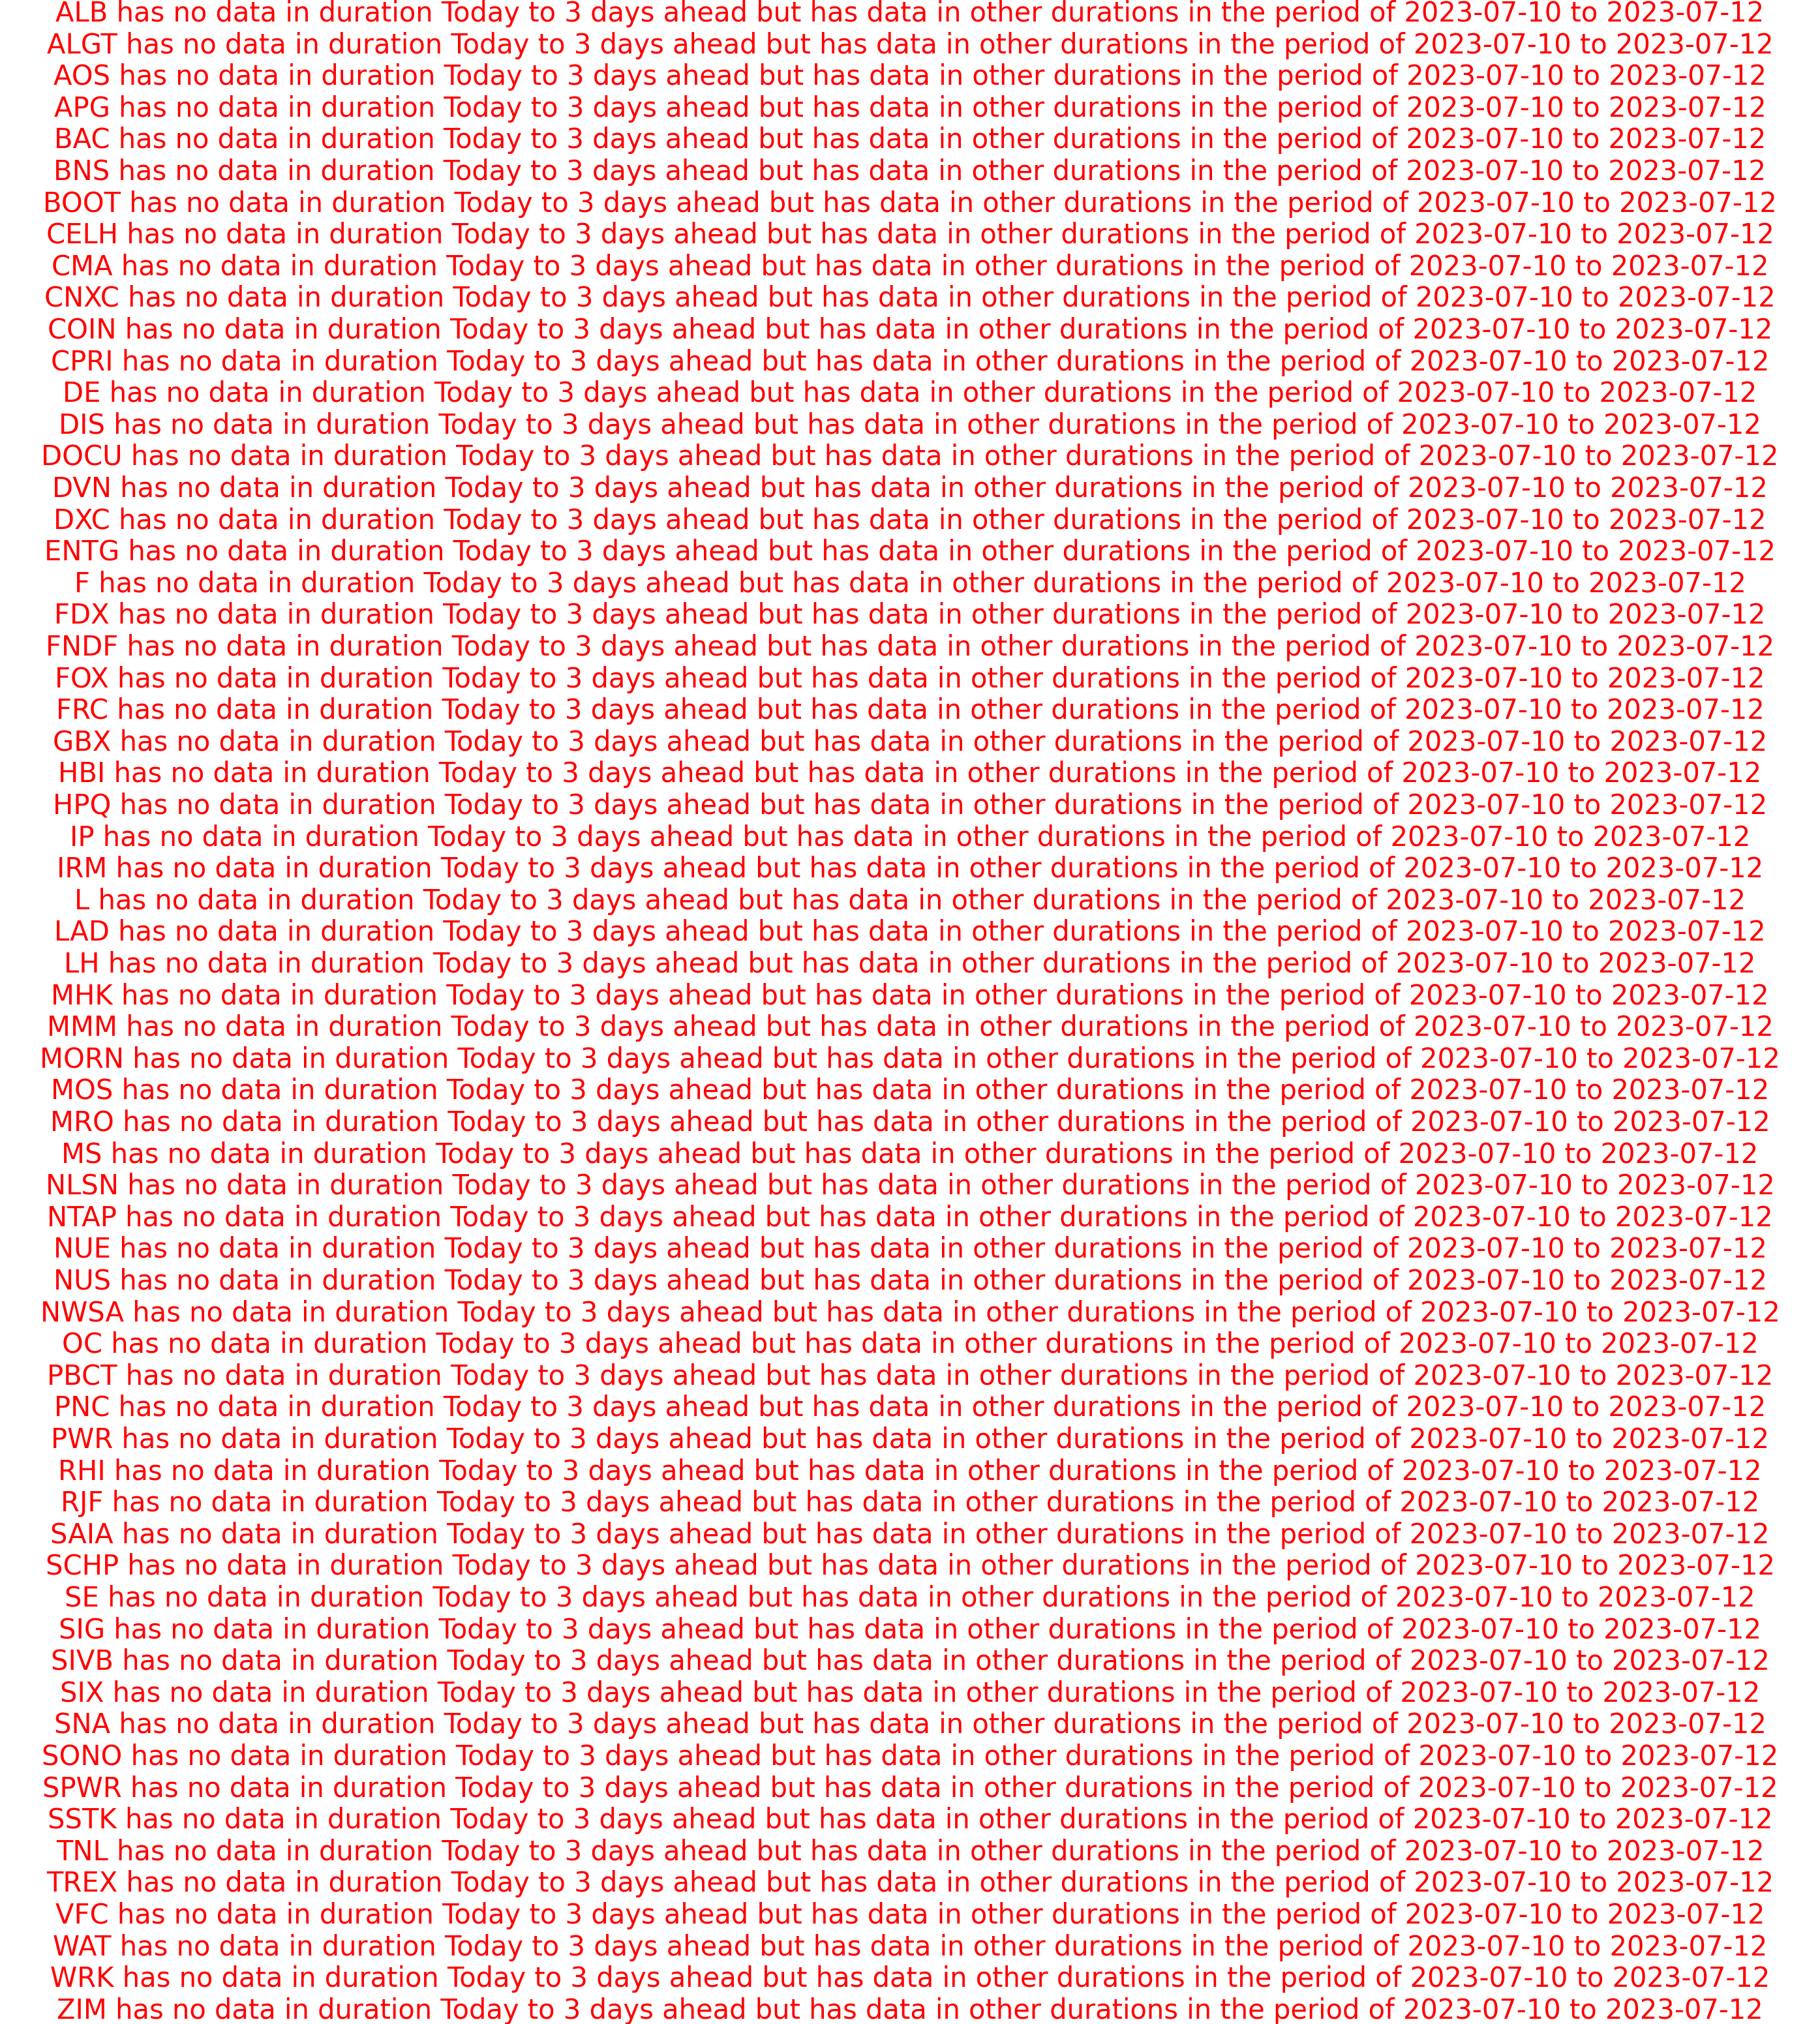 ALB has no data in duration Today to 3 days ahead but has data in other durations in the period of 2023-07-10 to 2023-07-12
ALGT has no data in duration Today to 3 days ahead but has data in other durations in the period of 2023-07-10 to 2023-07-12
AOS has no data in duration Today to 3 days ahead but has data in other durations in the period of 2023-07-10 to 2023-07-12
APG has no data in duration Today to 3 days ahead but has data in other durations in the period of 2023-07-10 to 2023-07-12
BAC has no data in duration Today to 3 days ahead but has data in other durations in the period of 2023-07-10 to 2023-07-12
BNS has no data in duration Today to 3 days ahead but has data in other durations in the period of 2023-07-10 to 2023-07-12
BOOT has no data in duration Today to 3 days ahead but has data in other durations in the period of 2023-07-10 to 2023-07-12
CELH has no data in duration Today to 3 days ahead but has data in other durations in the period of 2023-07-10 to 2023-07-12
CMA has no data in duration Today to 3 days ahead but has data in other durations in the period of 2023-07-10 to 2023-07-12
CNXC has no data in duration Today to 3 days ahead but has data in other durations in the period of 2023-07-10 to 2023-07-12
COIN has no data in duration Today to 3 days ahead but has data in other durations in the period of 2023-07-10 to 2023-07-12
CPRI has no data in duration Today to 3 days ahead but has data in other durations in the period of 2023-07-10 to 2023-07-12
DE has no data in duration Today to 3 days ahead but has data in other durations in the period of 2023-07-10 to 2023-07-12
DIS has no data in duration Today to 3 days ahead but has data in other durations in the period of 2023-07-10 to 2023-07-12
DOCU has no data in duration Today to 3 days ahead but has data in other durations in the period of 2023-07-10 to 2023-07-12
DVN has no data in duration Today to 3 days ahead but has data in other durations in the period of 2023-07-10 to 2023-07-12
DXC has no data in duration Today to 3 days ahead but has data in other durations in the period of 2023-07-10 to 2023-07-12
ENTG has no data in duration Today to 3 days ahead but has data in other durations in the period of 2023-07-10 to 2023-07-12
F has no data in duration Today to 3 days ahead but has data in other durations in the period of 2023-07-10 to 2023-07-12
FDX has no data in duration Today to 3 days ahead but has data in other durations in the period of 2023-07-10 to 2023-07-12
FNDF has no data in duration Today to 3 days ahead but has data in other durations in the period of 2023-07-10 to 2023-07-12
FOX has no data in duration Today to 3 days ahead but has data in other durations in the period of 2023-07-10 to 2023-07-12
FRC has no data in duration Today to 3 days ahead but has data in other durations in the period of 2023-07-10 to 2023-07-12
GBX has no data in duration Today to 3 days ahead but has data in other durations in the period of 2023-07-10 to 2023-07-12
HBI has no data in duration Today to 3 days ahead but has data in other durations in the period of 2023-07-10 to 2023-07-12
HPQ has no data in duration Today to 3 days ahead but has data in other durations in the period of 2023-07-10 to 2023-07-12
IP has no data in duration Today to 3 days ahead but has data in other durations in the period of 2023-07-10 to 2023-07-12
IRM has no data in duration Today to 3 days ahead but has data in other durations in the period of 2023-07-10 to 2023-07-12
L has no data in duration Today to 3 days ahead but has data in other durations in the period of 2023-07-10 to 2023-07-12
LAD has no data in duration Today to 3 days ahead but has data in other durations in the period of 2023-07-10 to 2023-07-12
LH has no data in duration Today to 3 days ahead but has data in other durations in the period of 2023-07-10 to 2023-07-12
MHK has no data in duration Today to 3 days ahead but has data in other durations in the period of 2023-07-10 to 2023-07-12
MMM has no data in duration Today to 3 days ahead but has data in other durations in the period of 2023-07-10 to 2023-07-12
MORN has no data in duration Today to 3 days ahead but has data in other durations in the period of 2023-07-10 to 2023-07-12
MOS has no data in duration Today to 3 days ahead but has data in other durations in the period of 2023-07-10 to 2023-07-12
MRO has no data in duration Today to 3 days ahead but has data in other durations in the period of 2023-07-10 to 2023-07-12
MS has no data in duration Today to 3 days ahead but has data in other durations in the period of 2023-07-10 to 2023-07-12
NLSN has no data in duration Today to 3 days ahead but has data in other durations in the period of 2023-07-10 to 2023-07-12
NTAP has no data in duration Today to 3 days ahead but has data in other durations in the period of 2023-07-10 to 2023-07-12
NUE has no data in duration Today to 3 days ahead but has data in other durations in the period of 2023-07-10 to 2023-07-12
NUS has no data in duration Today to 3 days ahead but has data in other durations in the period of 2023-07-10 to 2023-07-12
NWSA has no data in duration Today to 3 days ahead but has data in other durations in the period of 2023-07-10 to 2023-07-12
OC has no data in duration Today to 3 days ahead but has data in other durations in the period of 2023-07-10 to 2023-07-12
PBCT has no data in duration Today to 3 days ahead but has data in other durations in the period of 2023-07-10 to 2023-07-12
PNC has no data in duration Today to 3 days ahead but has data in other durations in the period of 2023-07-10 to 2023-07-12
PWR has no data in duration Today to 3 days ahead but has data in other durations in the period of 2023-07-10 to 2023-07-12
RHI has no data in duration Today to 3 days ahead but has data in other durations in the period of 2023-07-10 to 2023-07-12
RJF has no data in duration Today to 3 days ahead but has data in other durations in the period of 2023-07-10 to 2023-07-12
SAIA has no data in duration Today to 3 days ahead but has data in other durations in the period of 2023-07-10 to 2023-07-12
SCHP has no data in duration Today to 3 days ahead but has data in other durations in the period of 2023-07-10 to 2023-07-12
SE has no data in duration Today to 3 days ahead but has data in other durations in the period of 2023-07-10 to 2023-07-12
SIG has no data in duration Today to 3 days ahead but has data in other durations in the period of 2023-07-10 to 2023-07-12
SIVB has no data in duration Today to 3 days ahead but has data in other durations in the period of 2023-07-10 to 2023-07-12
SIX has no data in duration Today to 3 days ahead but has data in other durations in the period of 2023-07-10 to 2023-07-12
SNA has no data in duration Today to 3 days ahead but has data in other durations in the period of 2023-07-10 to 2023-07-12
SONO has no data in duration Today to 3 days ahead but has data in other durations in the period of 2023-07-10 to 2023-07-12
SPWR has no data in duration Today to 3 days ahead but has data in other durations in the period of 2023-07-10 to 2023-07-12
SSTK has no data in duration Today to 3 days ahead but has data in other durations in the period of 2023-07-10 to 2023-07-12
TNL has no data in duration Today to 3 days ahead but has data in other durations in the period of 2023-07-10 to 2023-07-12
TREX has no data in duration Today to 3 days ahead but has data in other durations in the period of 2023-07-10 to 2023-07-12
VFC has no data in duration Today to 3 days ahead but has data in other durations in the period of 2023-07-10 to 2023-07-12
WAT has no data in duration Today to 3 days ahead but has data in other durations in the period of 2023-07-10 to 2023-07-12
WRK has no data in duration Today to 3 days ahead but has data in other durations in the period of 2023-07-10 to 2023-07-12
ZIM has no data in duration Today to 3 days ahead but has data in other durations in the period of 2023-07-10 to 2023-07-12